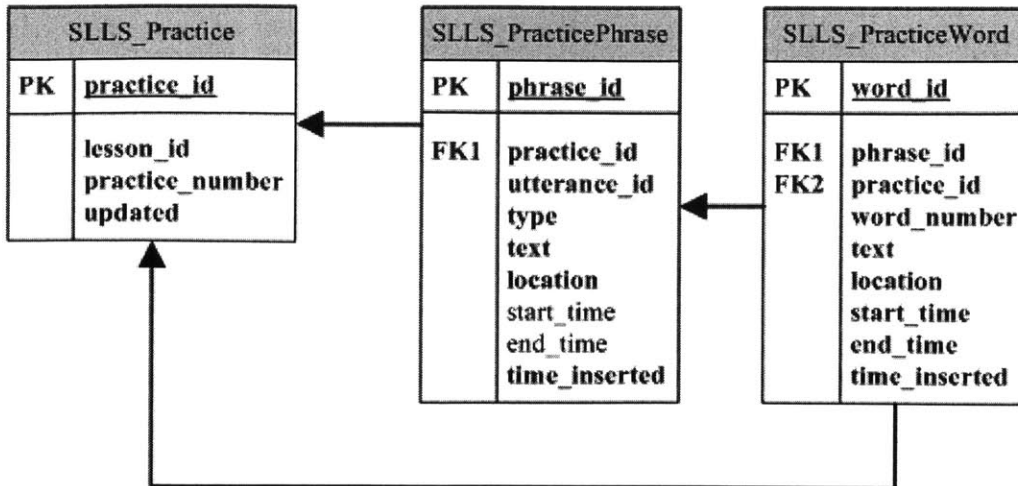 SLLS_Practice
PK practice_id
lesson_id
practice_number
updated
SLLS_PracticePhrase
PK phrase_id
FK1 practice_id
utterance_id
type
text
location
start_time
end_time
time_inserted
SLLS_PracticeWord
PK word_id
FK1 phrase_id
FK2 practice_id
word_number
text
location
start_time
end_time
time_inserted